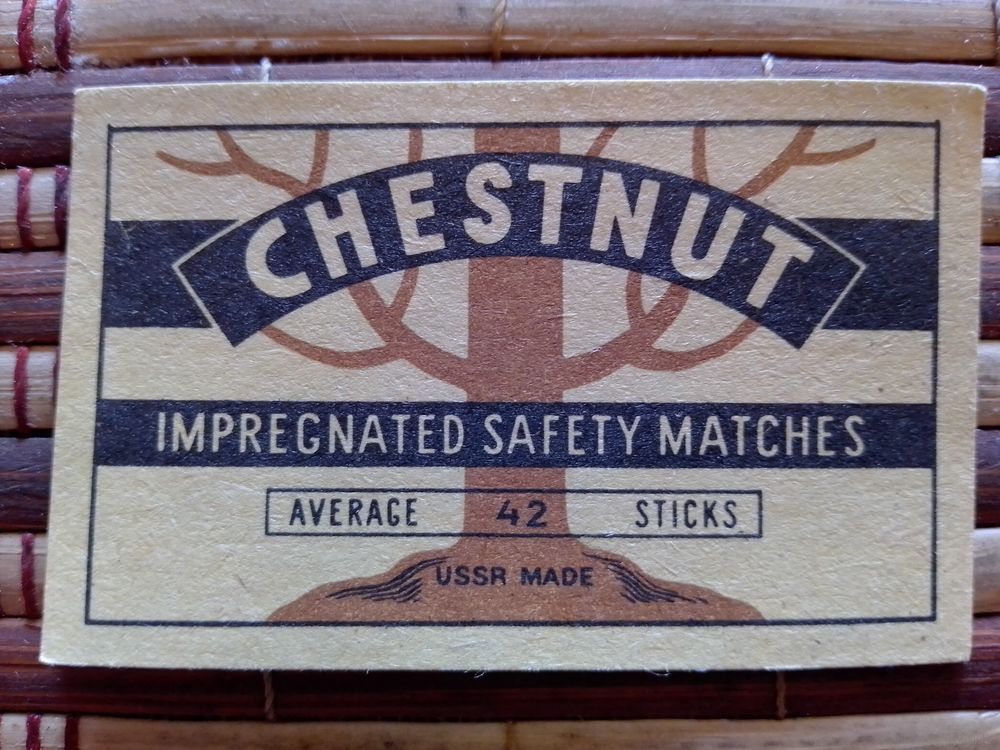 CHESTNUT
IMPREGNATED SAFETY MATCHES
AVERAGE 42 STICKS
USSR MADE